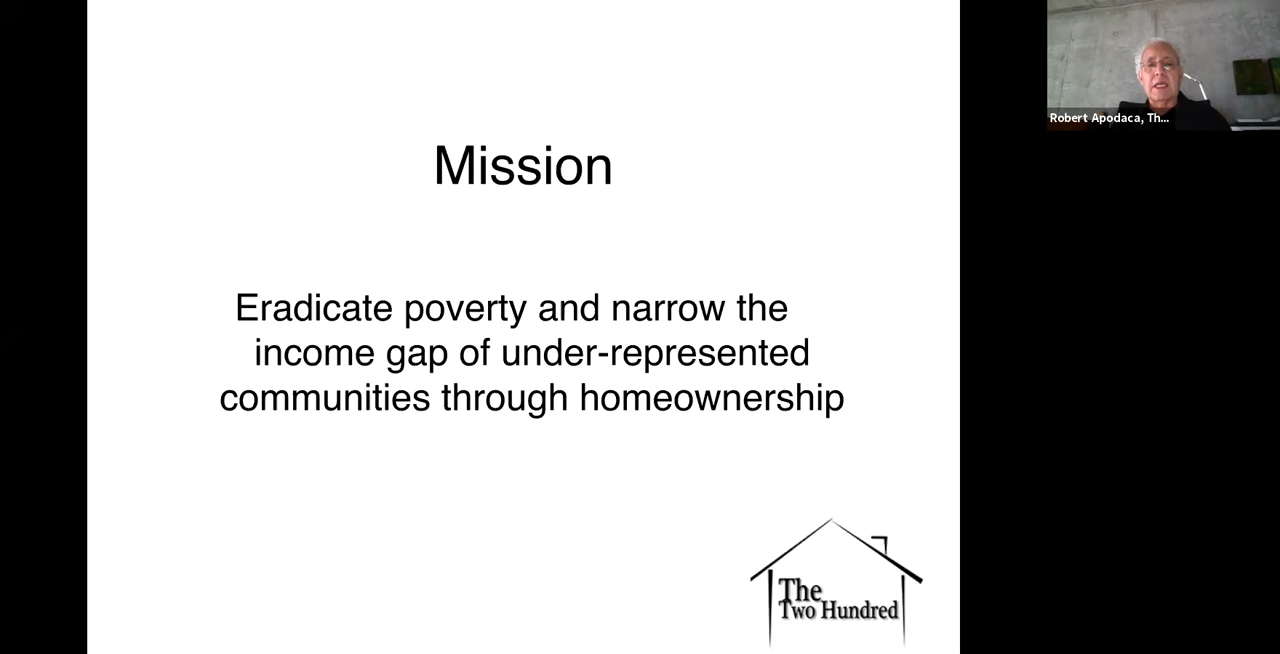 Mission
Eradicate poverty and narrow the
income gap of under-represented
communities through homeownership
The
Two Hundred
Robert Apodaca, Th...